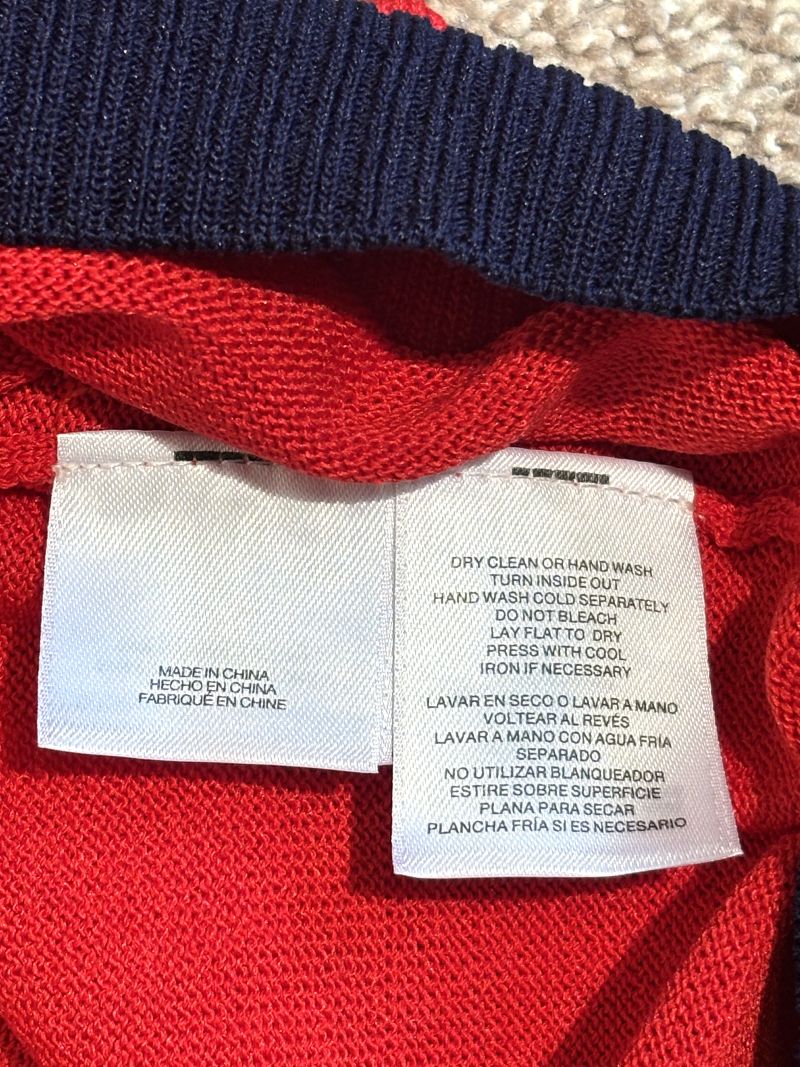 MADE IN CHINA
HECHO EN CHINA
FABRIQUÉ EN CHINE
DRY CLEAN OR HAND WASH
TURN INSIDE OUT
HAND WASH COLD SEPARATELY
DO NOT BLEACH
LAY FLAT TO DRY
PRESS WITH COOL
IRON IF NECESSARY
LAVAR EN SECO O LAVAR A MANO
VOLTEAR AL REVÉS
LAVAR A MANO CON AGUA FRÍA
SEPARADO
NO UTILIZAR BLANQUEADOR
ESTIRE SOBRE SUPERFICIE
PLANA PARA SECAR
PLANCHA FRÍA SI ES NECESARIO